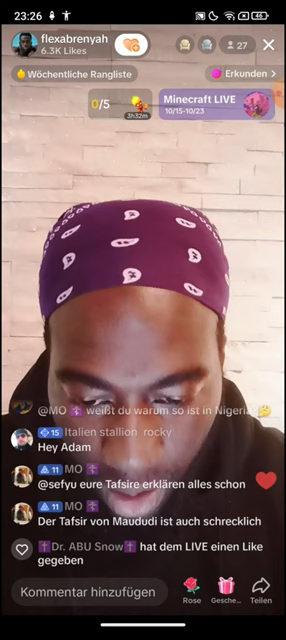 23:26
46
flexabrenyah
6.3K Likes
27
Wöchentliche Rangliste
Erkunden >
0/5
3h32m
Minecraft LIVE
10/15-10/23
@MO weißt du warum so ist in Nigeria
15 Italien stallion rocky
Hey Adam
11 MO
@sefyu eure Tafsire erklären alles schon
11 MO
Der Tafsir von Maududi ist auch schrecklich
Dr. ABU Snow hat dem LIVE einen Like
gegeben
Kommentar hinzufügen
Rose
Gesche...
Teilen